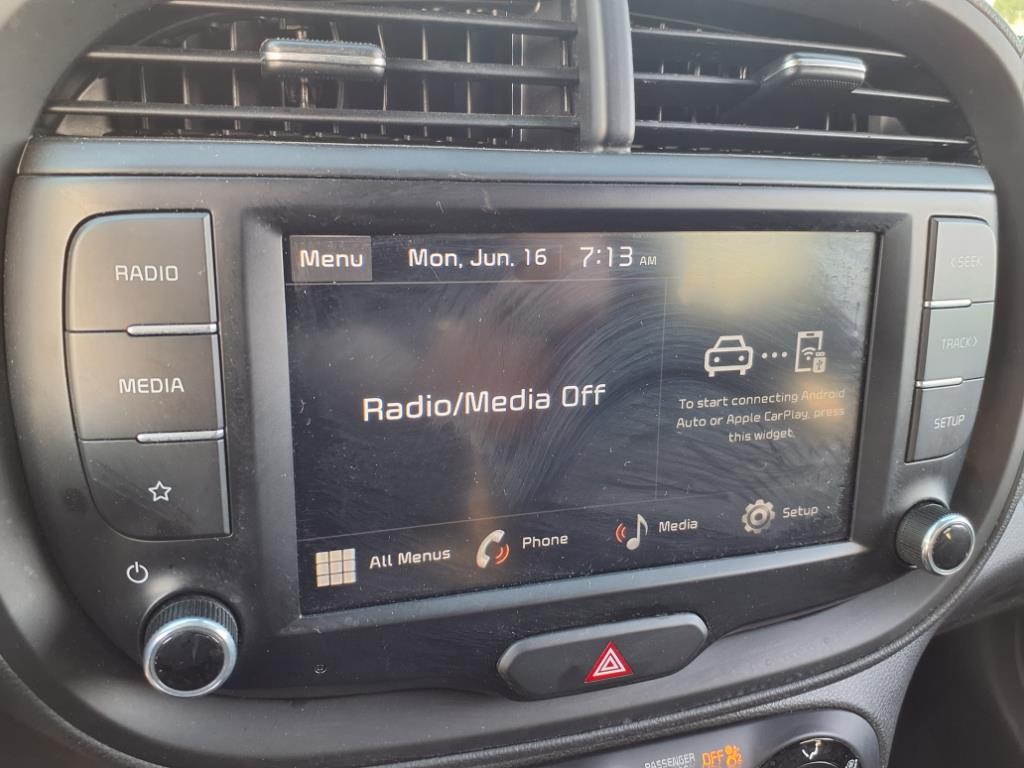 RADIO
MEDIA
Menu
Mon, Jun. 16
7:13 AM
Radio/Media Off
To start connecting Android
Auto or Apple CarPlay, press
this widget.
All Menus
Phone
Media
Setup
< SEEK
TRACK >
SETUP
PASSENGER
OFF